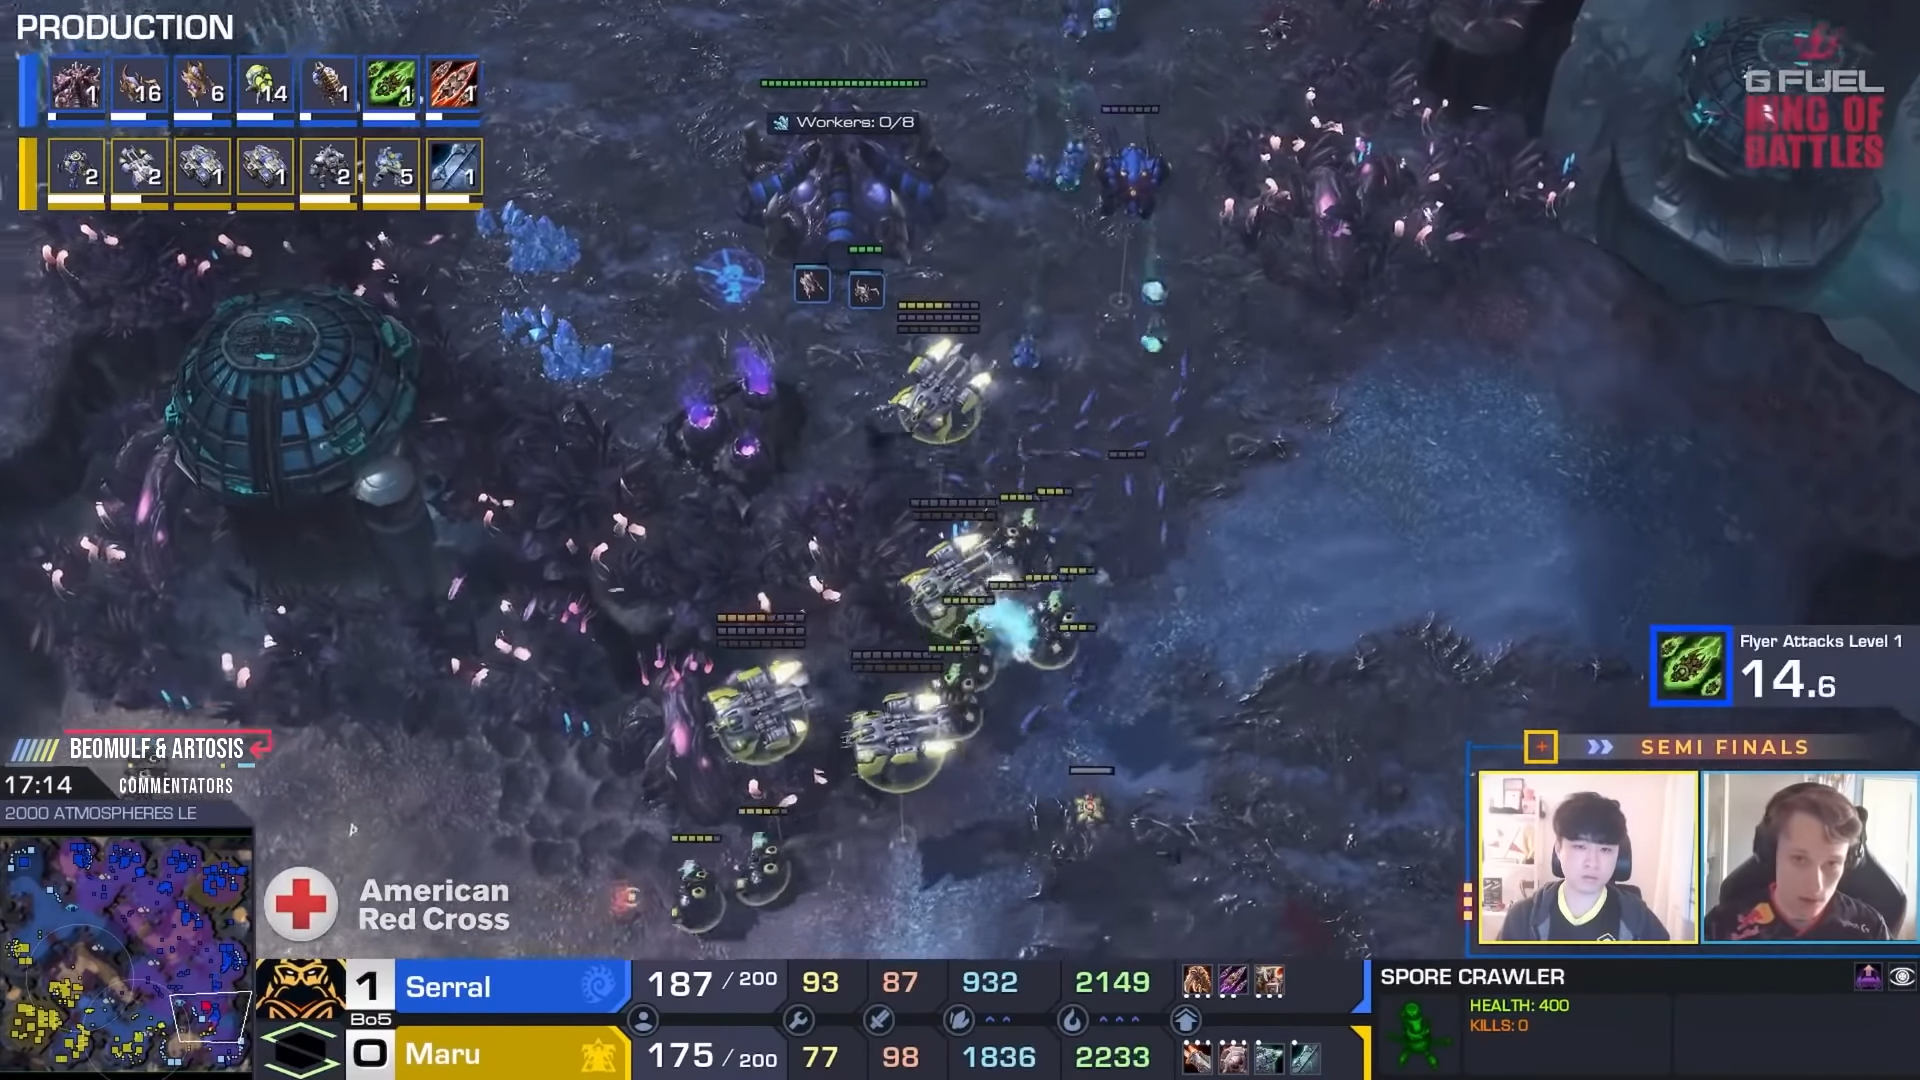 PRODUCTION
1 16 6 14 1 1 1
2 2 1 1 2 5 1
Workers: 0/8
G FUEL
KING OF
BATTLES
Flyer Attacks Level 1
14.6
SEMI FINALS
BEOMULF & ARTOSIS
17:14 COMMENTATORS
2000 ATMOSPHERES LE
American
Red Cross
1 Serral 187 / 200 93 87 932 2149
Bo5
0 Maru 175 / 200 77 98 1836 2233
SPORE CRAWLER
HEALTH: 400
KILLS: 0